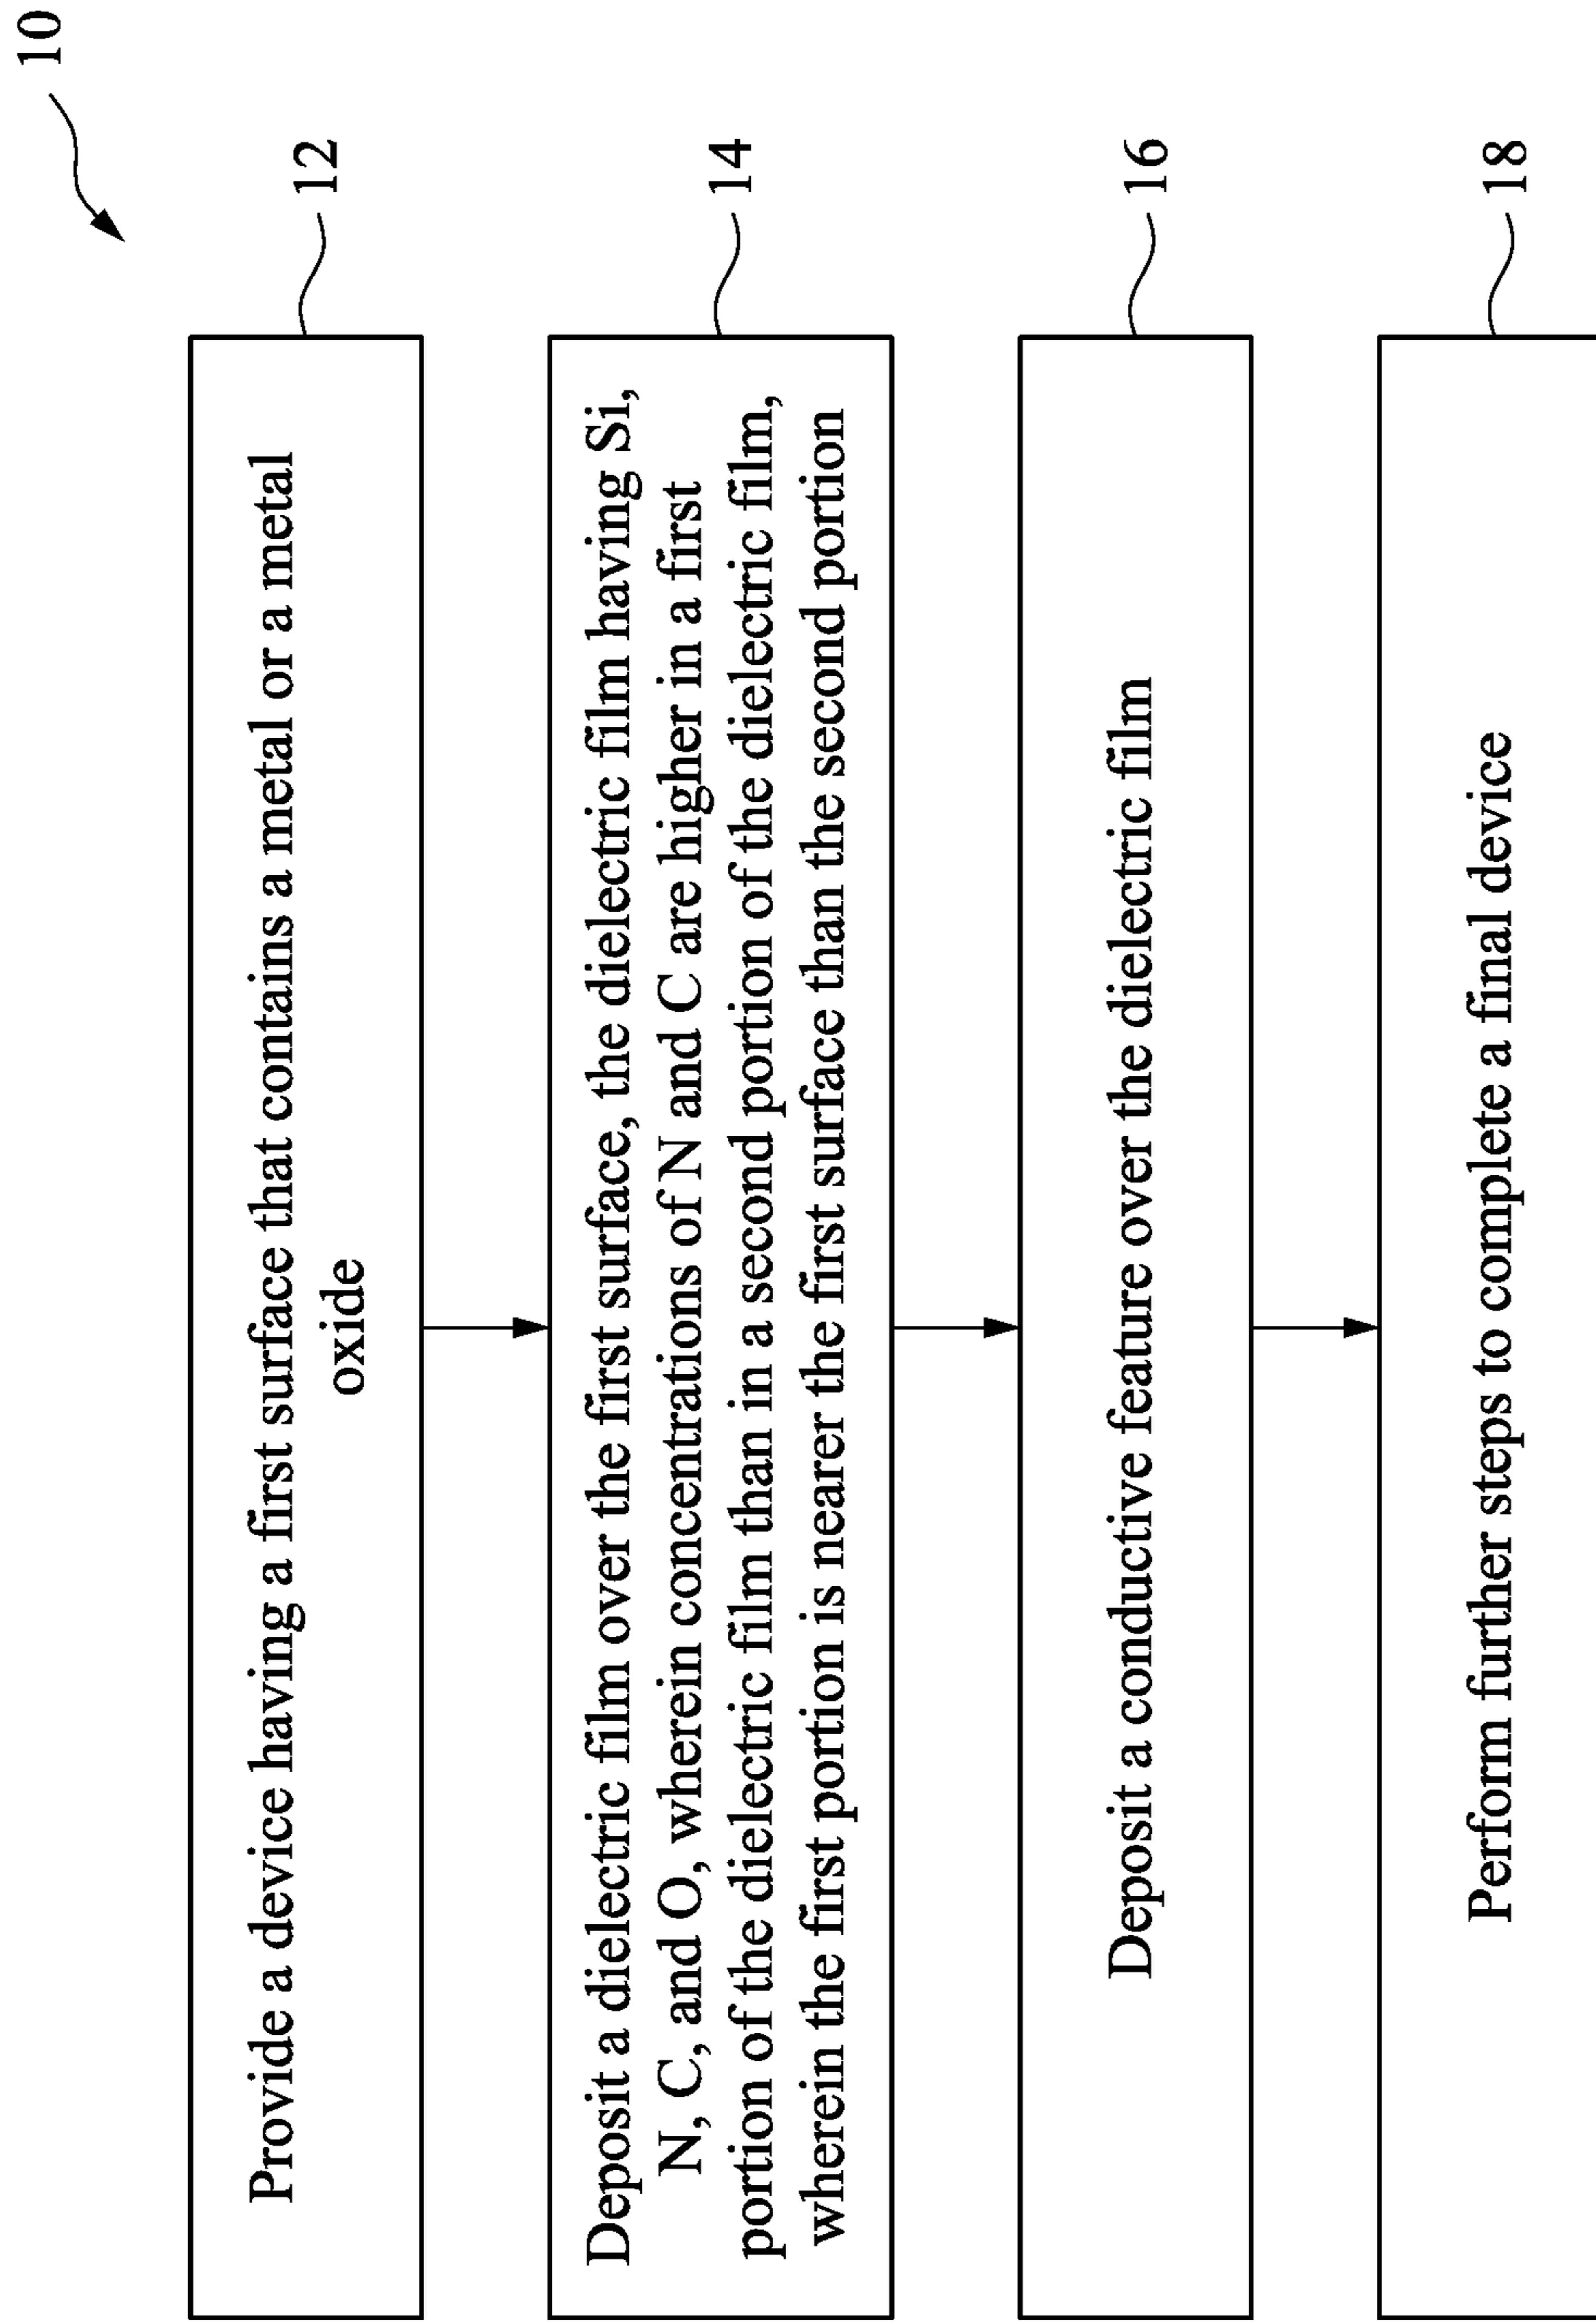 10
12
Provide a device having a first surface that contains a metal or a metal
oxide
14
Deposit a dielectric film over the first surface, the dielectric film having Si,
N, C, and O, wherein concentrations of N and C are higher in a first
portion of the dielectric film than in a second portion of the dielectric film,
wherein the first portion is nearer the first surface than the second portion
16
Deposit a conductive feature over the dielectric film
18
Perform further steps to complete a final device